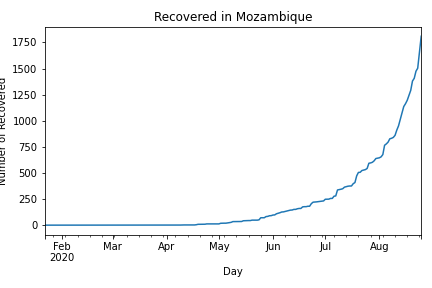 Recovered in Mozambique
1750
1500
1250
1000
750
500
250
0
Number of Recovered
Feb
2020
Mar
Apr
May
Jun
Jul
Aug
Day